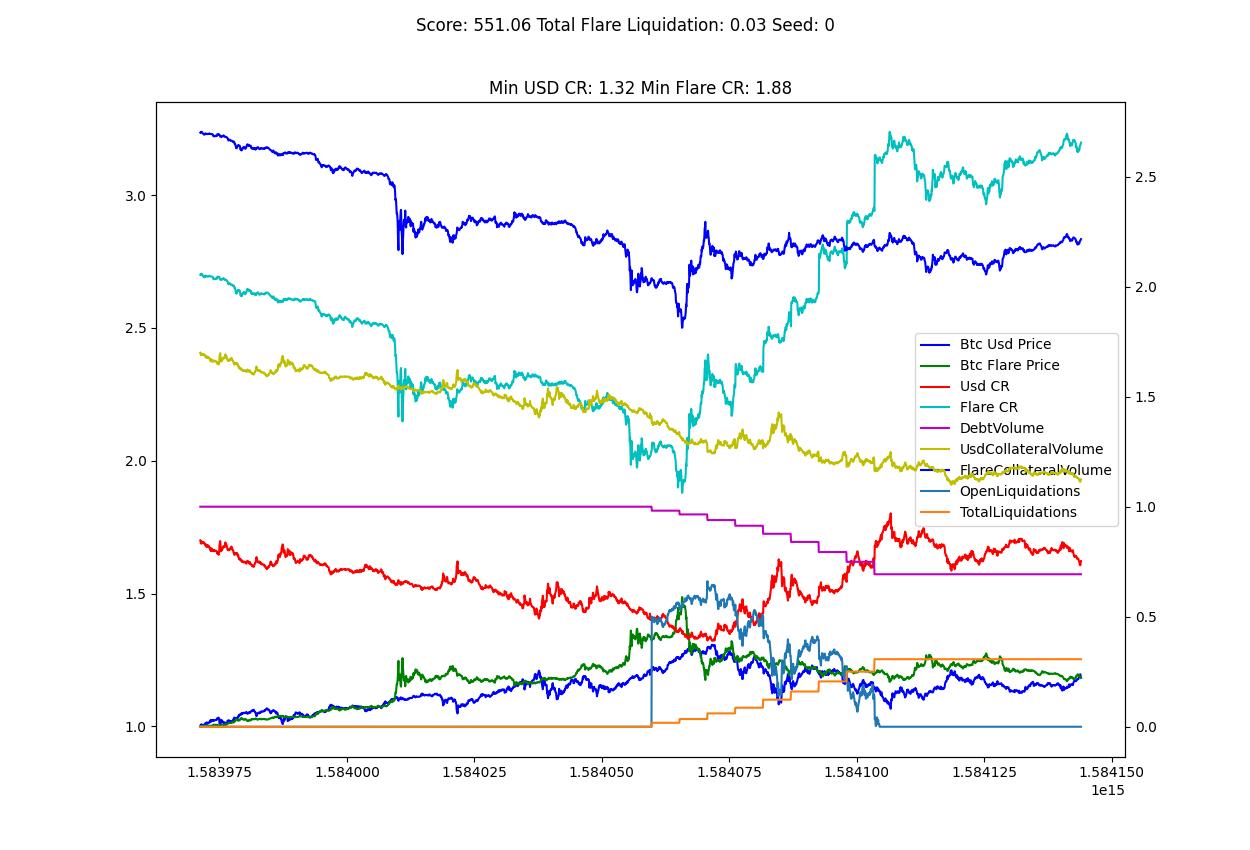 Score: 551.06 Total Flare Liquidation: 0.03 Seed: 0
Min USD CR: 1.32 Min Flare CR: 1.88
3.0
2.5
2.0
1.5
1.0
2.5
2.0
1.5
1.0
0.5
0.0
Btc Usd Price
Btc Flare Price
Usd CR
Flare CR
DebtVolume
UsdCollateralVolume
FlareCollateralVolume
OpenLiquidations
TotalLiquidations
1.583975 1.584000 1.584025 1.584050 1.584075 1.584100 1.584125 1.584150
1e15